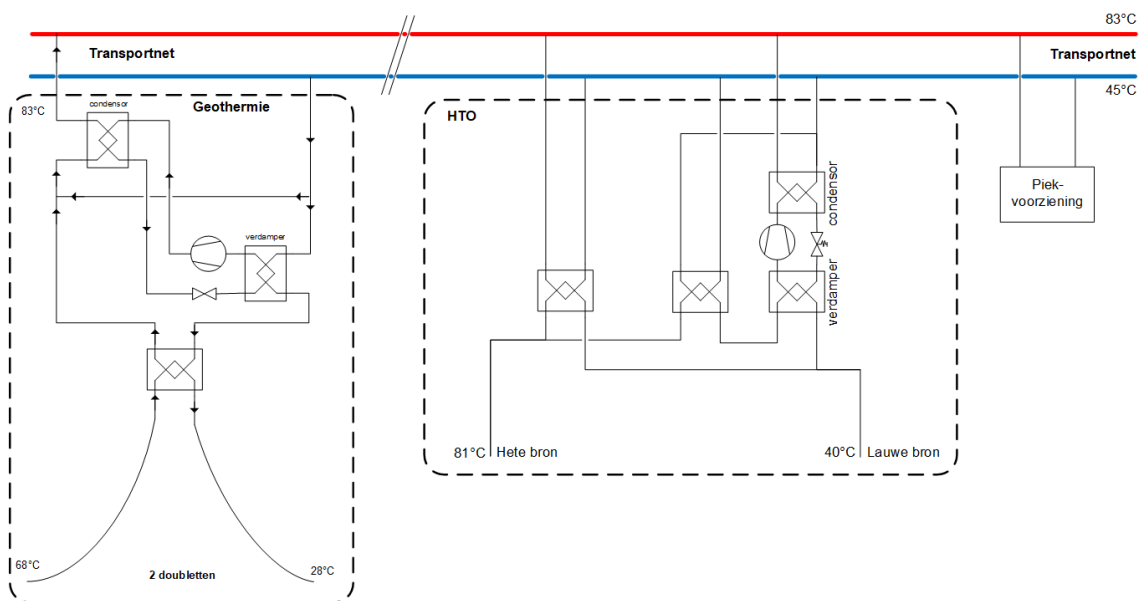 83°C
Transportnet
Transportnet
45°C
83°C
condensor
Geothermie
HTO
condensor
Piek-
voorziening
verdamper
verdamper
81°C
Hete bron
40°C
Lauwe bron
68°C
2 doubletten
28°C